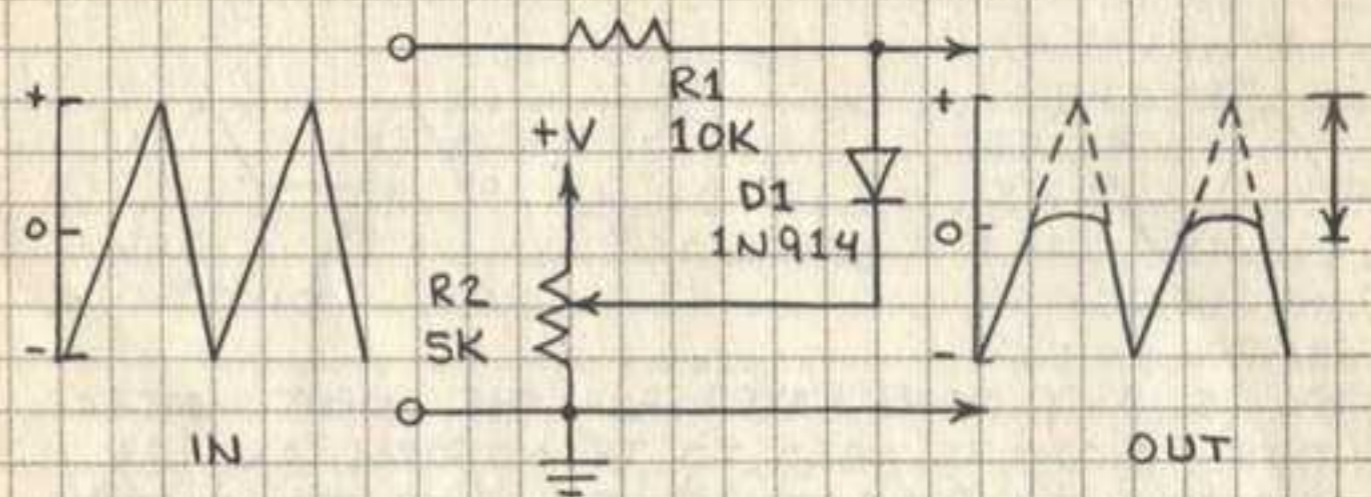 R1
+ +
+V 10K
D1
0 0
1N914
R2
5K
- -
IN OUT